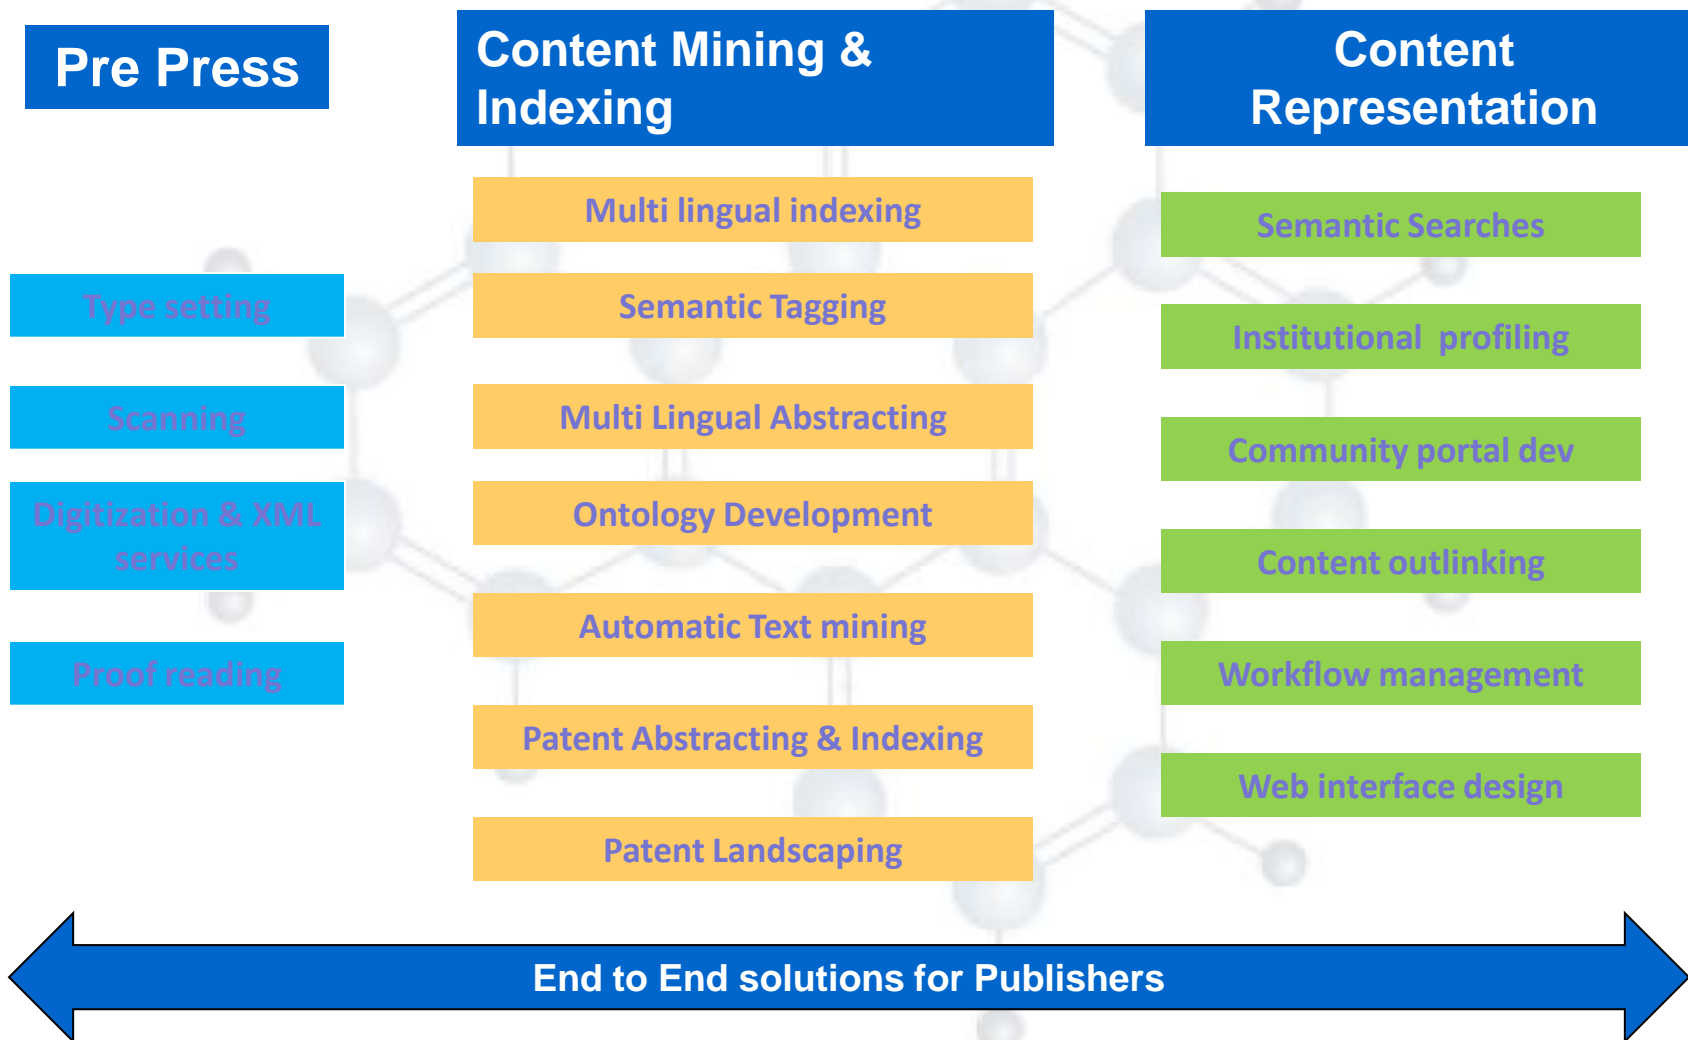 Pre Press
Type setting
Scanning
Digitization & XML
services
Proof reading
Content Mining &
Indexing
Multi lingual indexing
Semantic Tagging
Multi Lingual Abstracting
Ontology Development
Automatic Text mining
Patent Abstracting & Indexing
Patent Landscaping
Content
Representation
Semantic Searches
Institutional  profiling
Community portal dev
Content outlinking
Workflow management
Web interface design
End to End solutions for Publishers